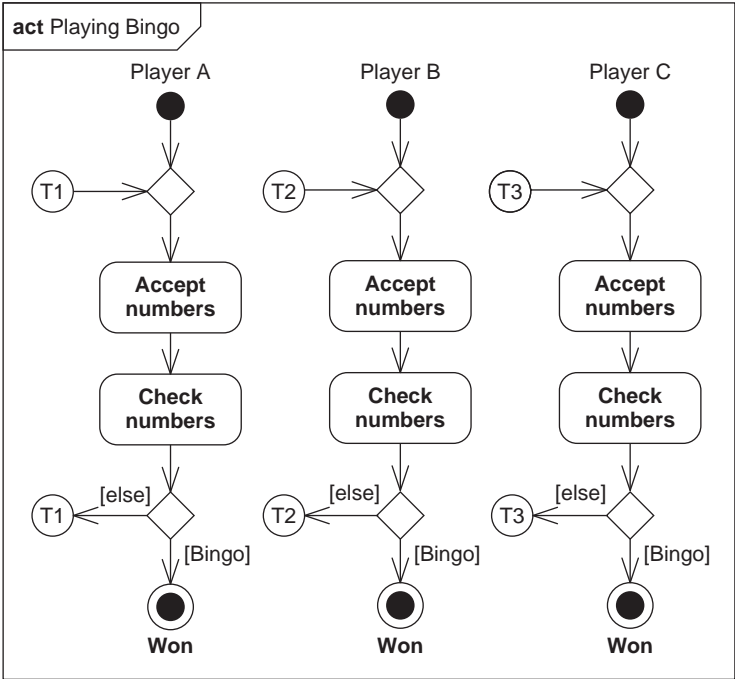 act Playing Bingo
Player A
Player B
Player C
T1
T2
T3
Accept
numbers
Accept
numbers
Accept
numbers
Check
numbers
Check
numbers
Check
numbers
[else]
[else]
[else]
T1
T2
T3
[Bingo]
[Bingo]
[Bingo]
Won
Won
Won